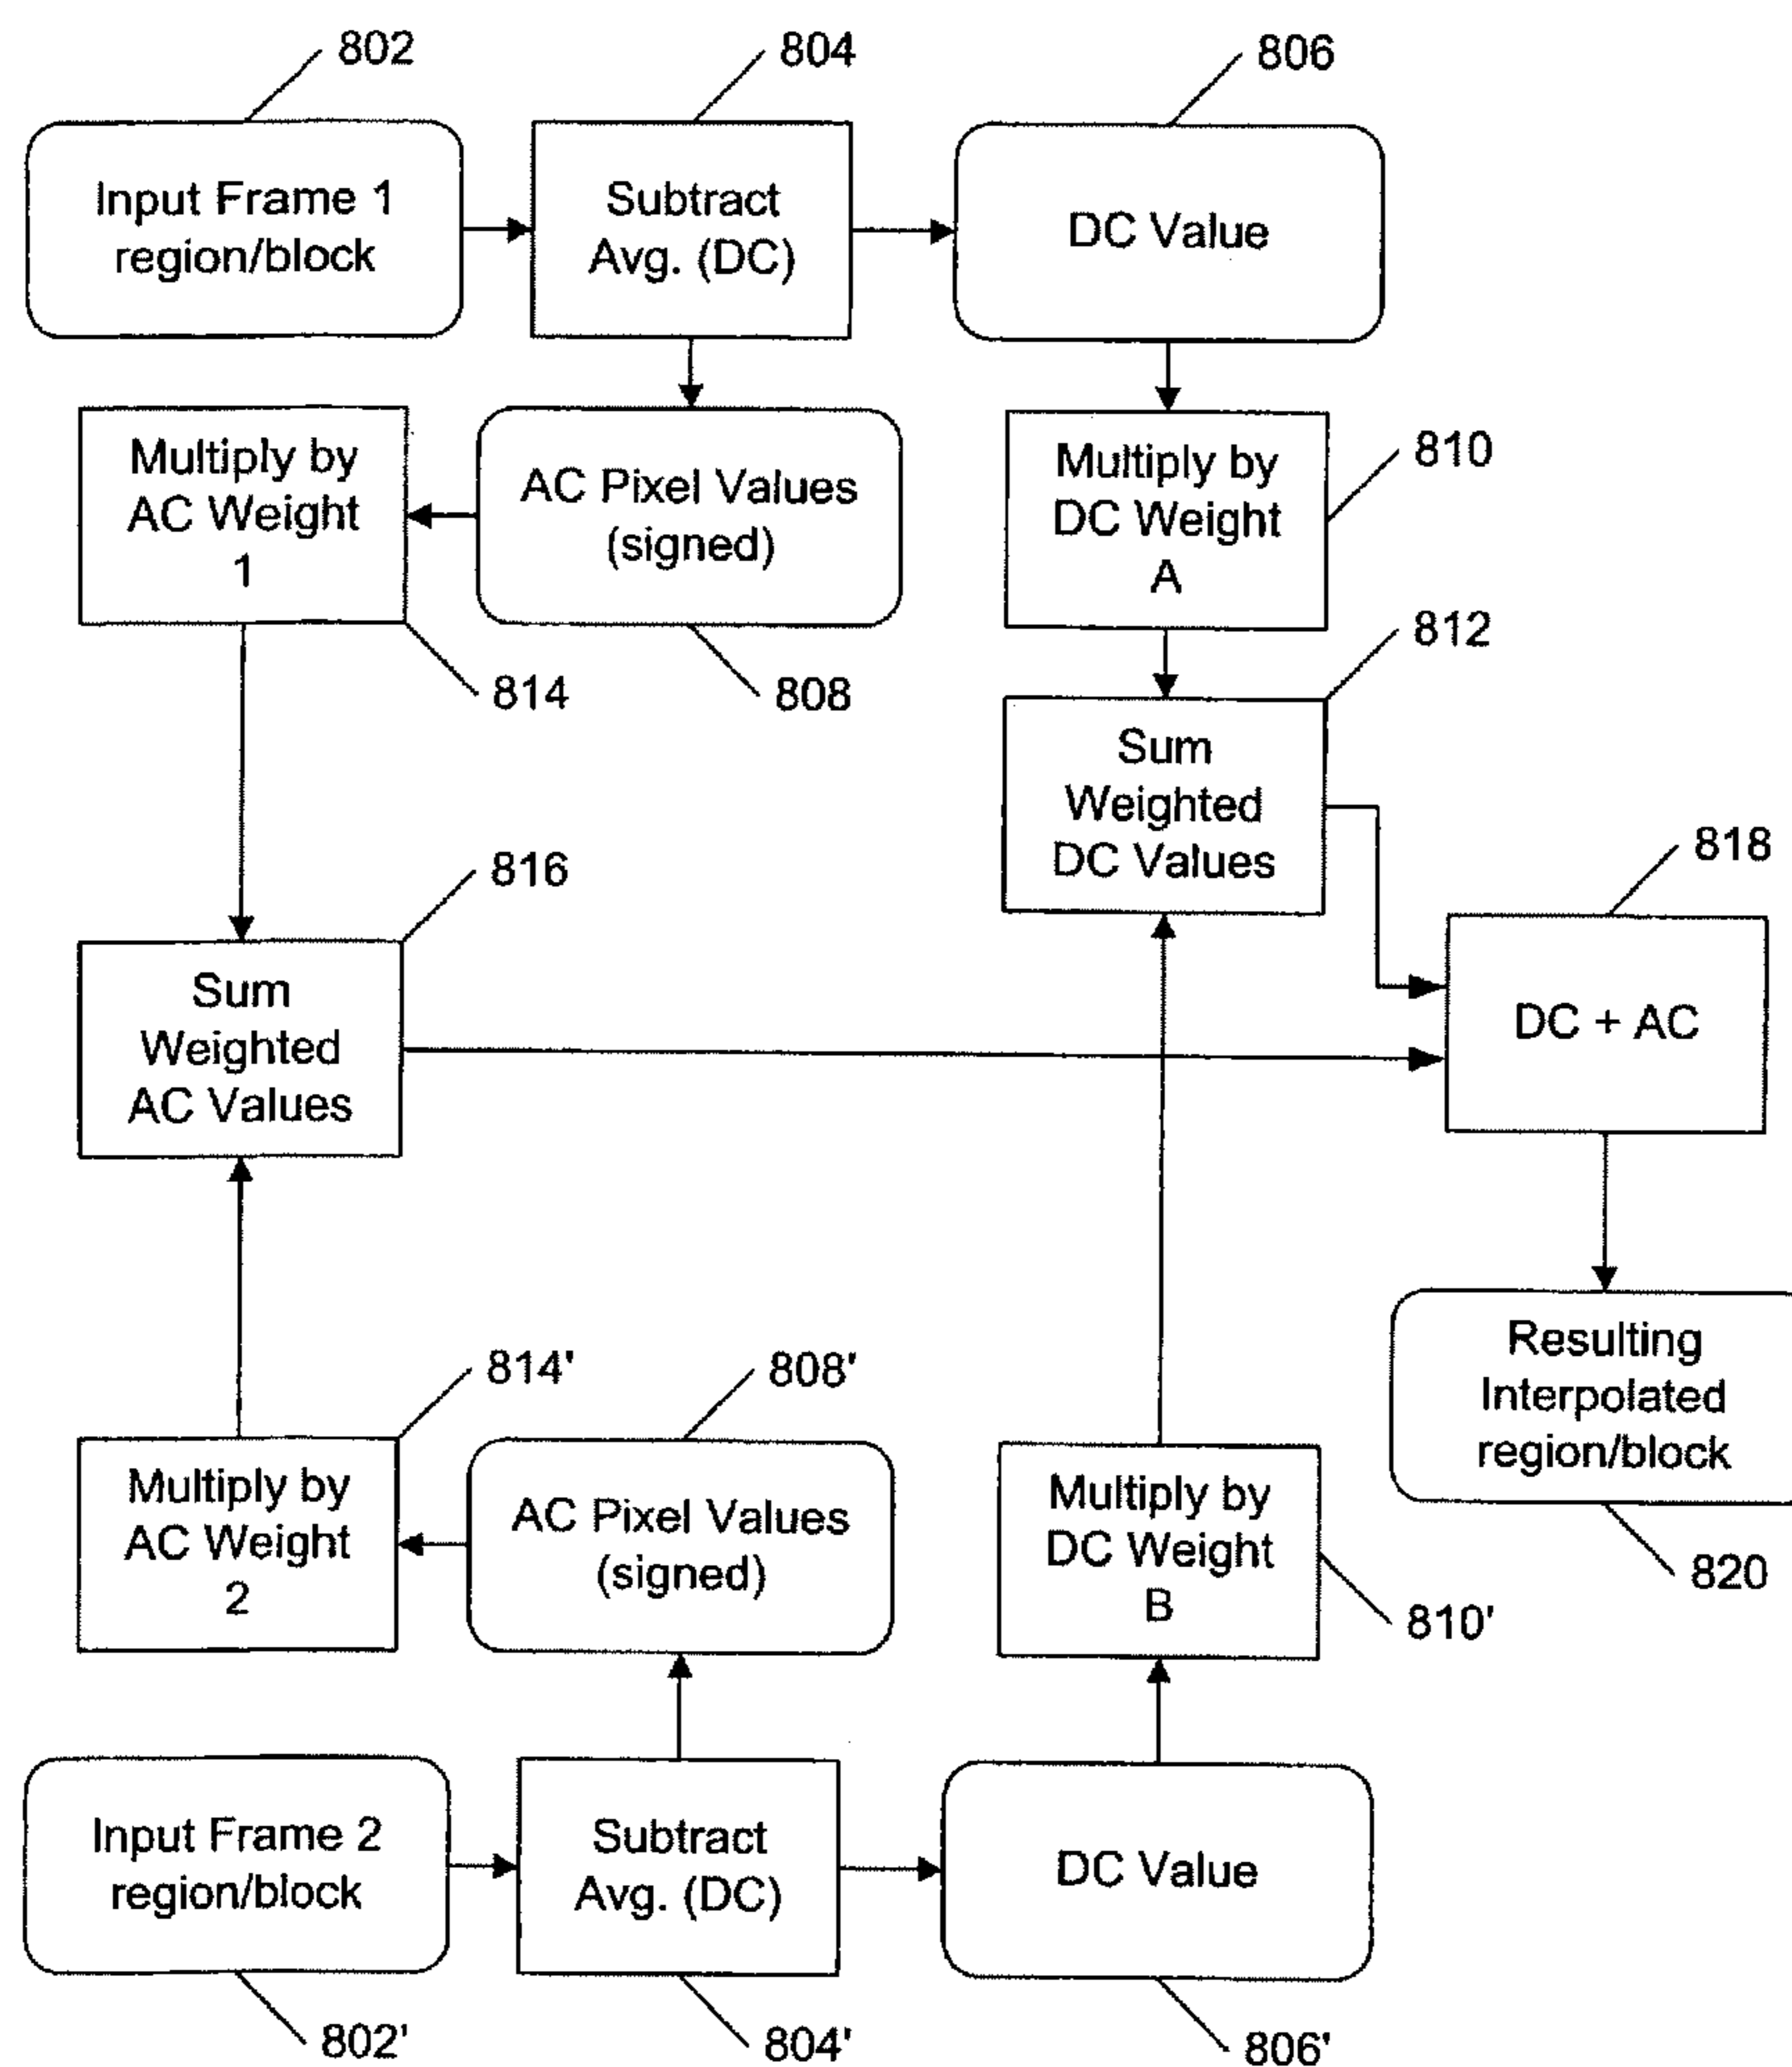 802
804
806
Input Frame 1
region/block
Subtract
Avg. (DC)
DC Value
Multiply by
AC Weight
1
AC Pixel Values
(signed)
Multiply by
DC Weight
A
810
814
808
812
Sum
Weighted
DC Values
816
818
Sum
Weighted
AC Values
DC + AC
814'
808'
Resulting
Interpolated
region/block
Multiply by
AC Weight
2
AC Pixel Values
(signed)
Multiply by
DC Weight
B
820
810'
Input Frame 2
region/block
Subtract
Avg. (DC)
DC Value
802'
804'
806'